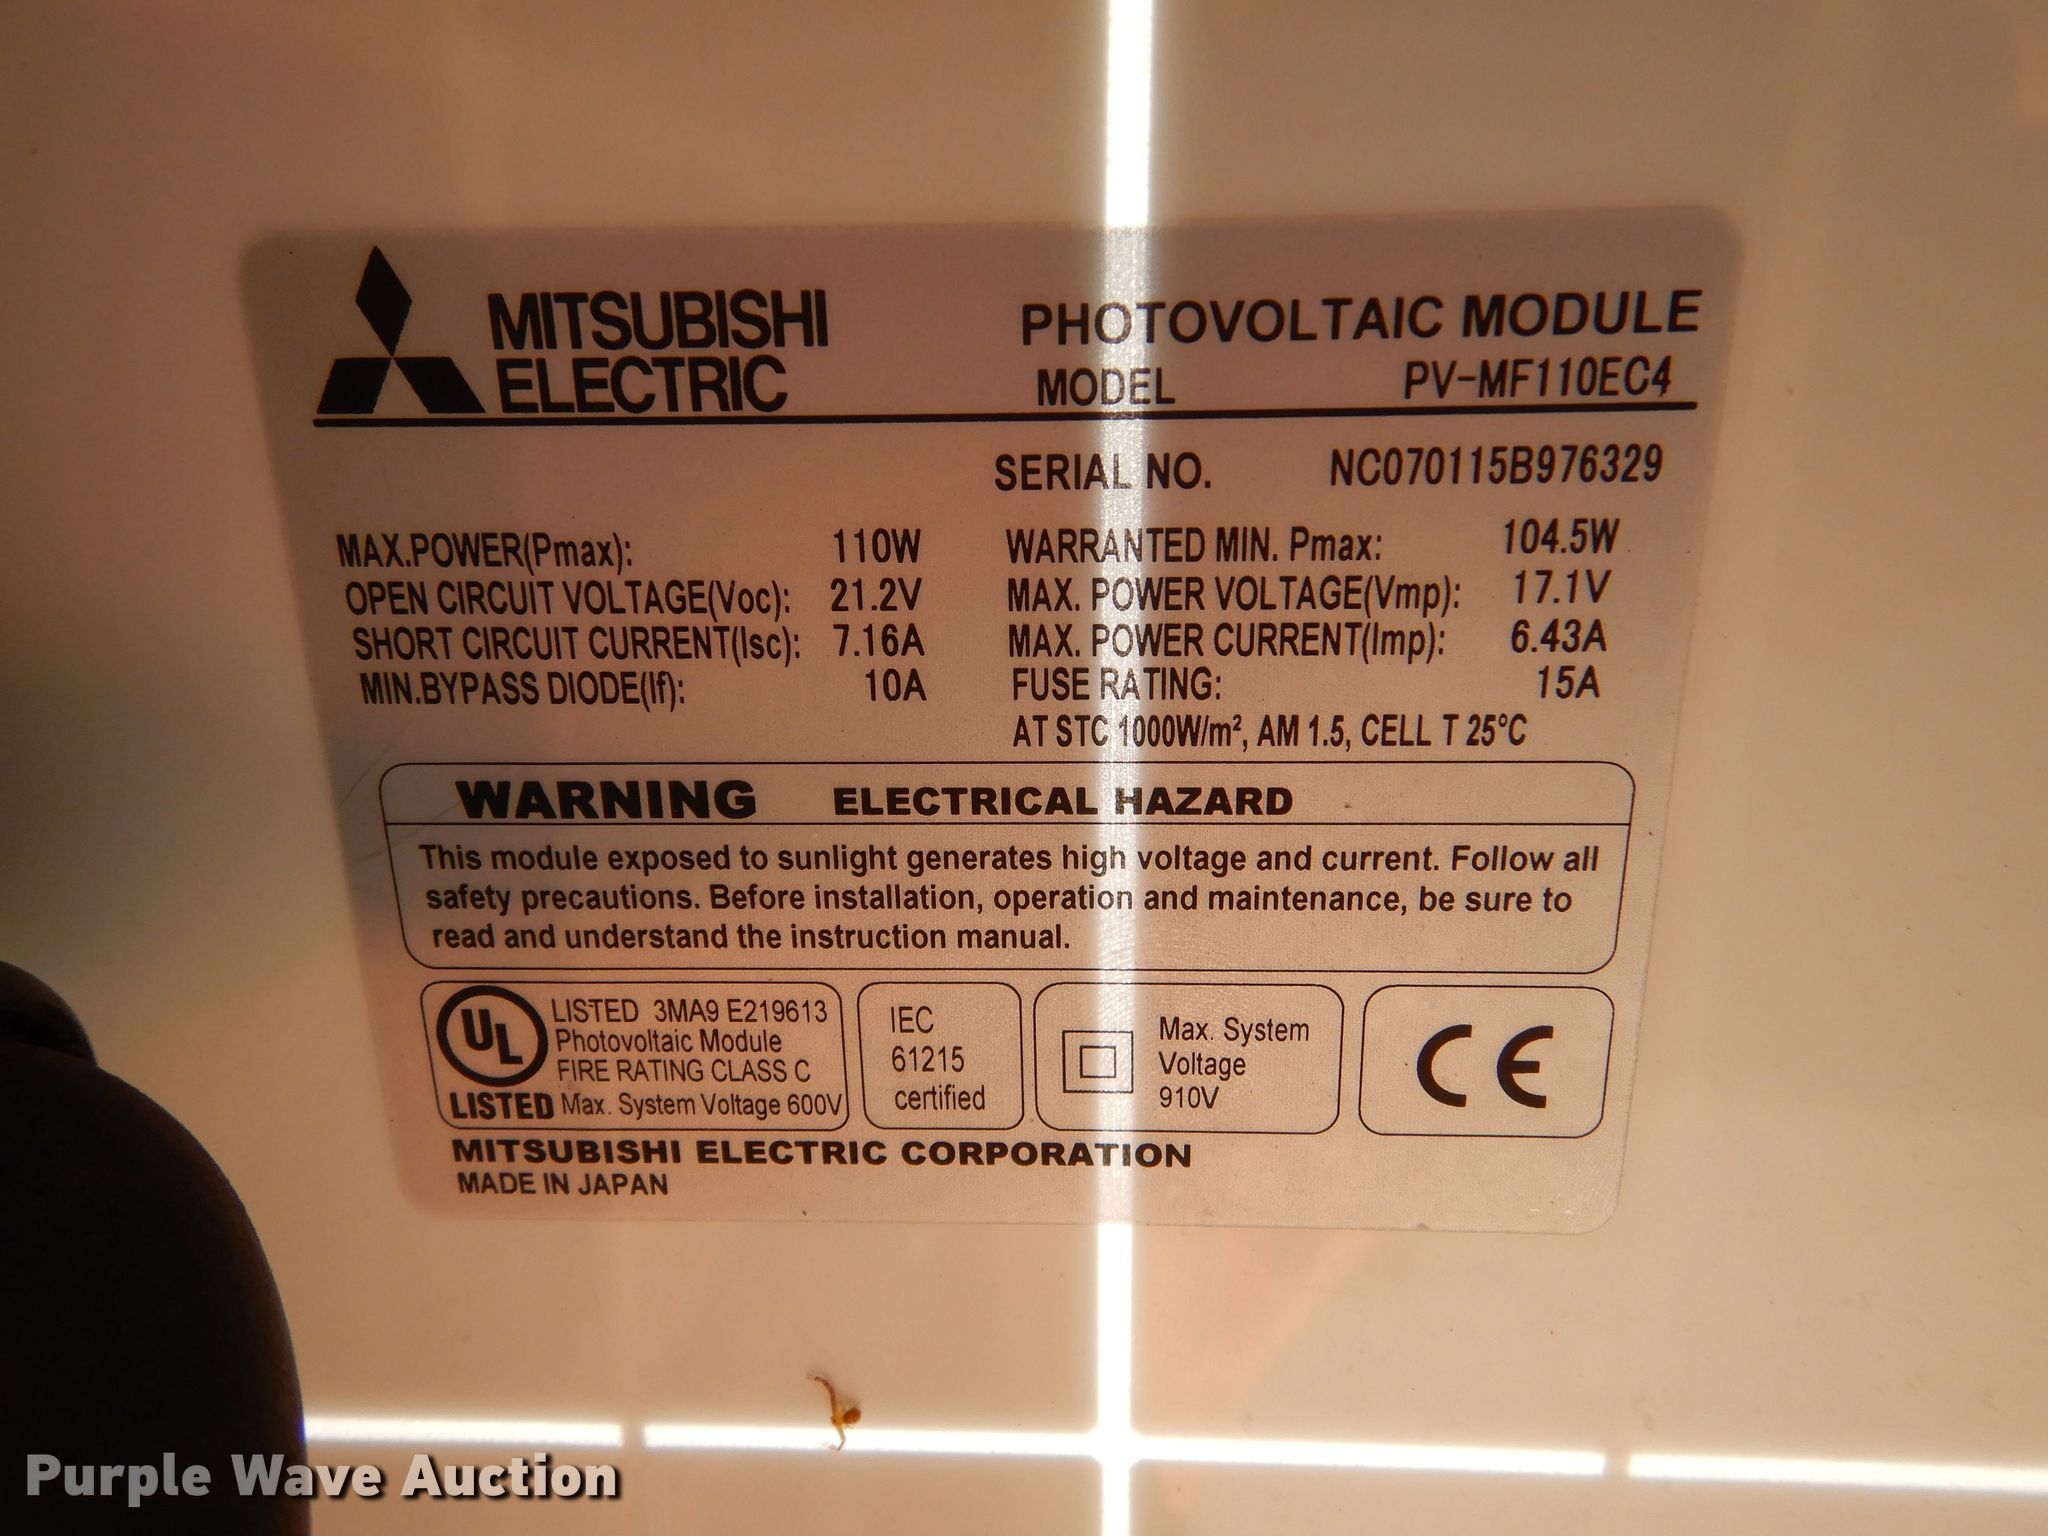 MITSUBISHI
ELECTRIC
PHOTOVOLTAIC MODULE
MODEL PV-MF110EC4
SERIAL NO. NC070115B976329
MAX.POWER(Pmax): 110W WARRANTED MIN. Pmax: 104.5W
OPEN CIRCUIT VOLTAGE(Voc): 21.2V MAX. POWER VOLTAGE(Vmp): 17.1V
SHORT CIRCUIT CURRENT(Isc): 7.16A MAX. POWER CURRENT(Imp): 6.43A
MIN.BYPASS DIODE(If): 10A FUSE RATING: 15A
AT STC 1000W/m², AM 1.5, CELL T 25°C
WARNING ELECTRICAL HAZARD
This module exposed to sunlight generates high voltage and current. Follow all
safety precautions. Before installation, operation and maintenance, be sure to
read and understand the instruction manual.
UL
LISTED
LISTED 3MA9 E219613
Photovoltaic Module
FIRE RATING CLASS C
Max. System Voltage 600V
IEC
61215
certified
Max. System
Voltage
910V
CE
MITSUBISHI ELECTRIC CORPORATION
MADE IN JAPAN
Purple Wave Auction